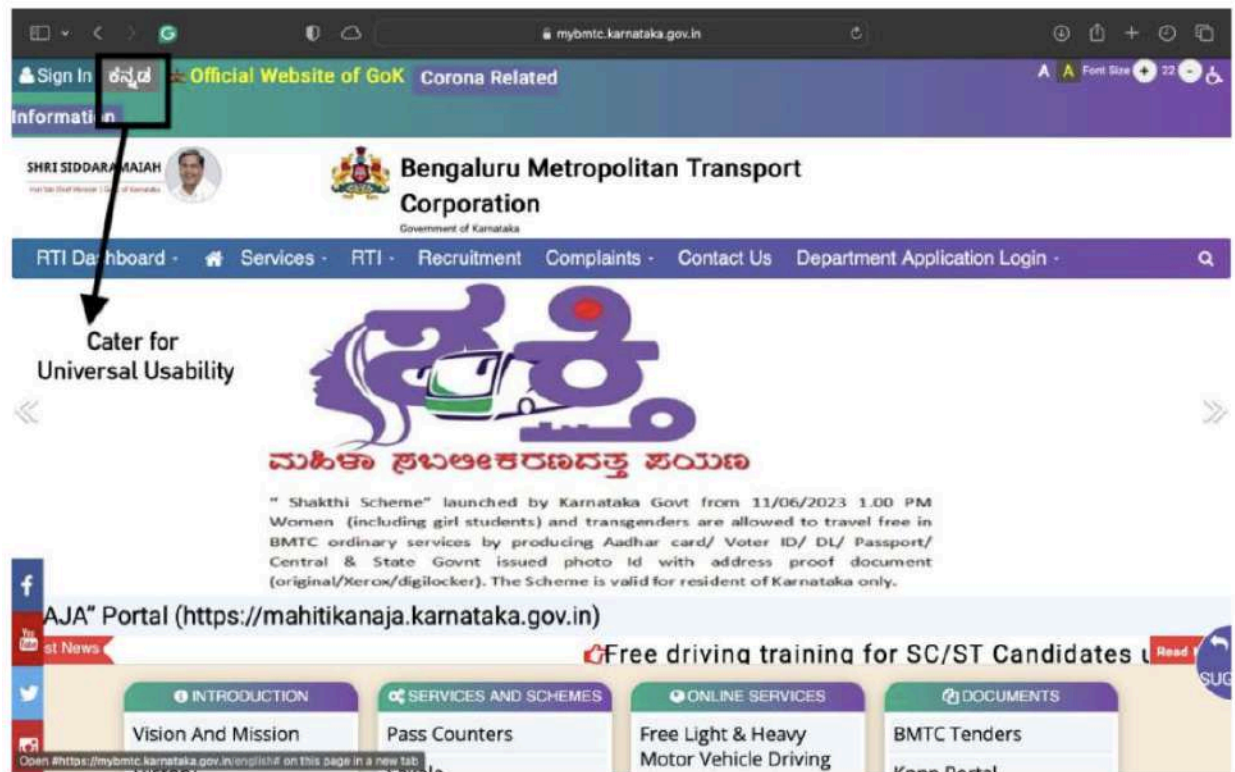 mybmtc.karnataka.gov.in
Sign In ಕನ್ನಡ Official Website of GoK Corona Related
Information
A A Font Size + 22 -
SHRI SIDDARAMAIAH
Bengaluru Metropolitan Transport
Corporation
Government of Karnataka
RTI Dashboard - Services - RTI - Recruitment Complaints - Contact Us Department Application Login -
Cater for
Universal Usability
ಶಕ್ತಿ
ಮಹಿಳಾ ಸಬಲೀಕರಣದತ್ತ ಪಯಣ
" Shakthi Scheme" launched by Karnataka Govt from 11/06/2023 1.00 PM
Women (including girl students) and transgenders are allowed to travel free in
BMTC ordinary services by producing Aadhar card/ Voter ID/ DL/ Passport/
Central & State Govnt issued photo Id with address proof document
(original/Xerox/digilocker). The Scheme is valid for resident of Karnataka only.
AJA" Portal (https://mahitikanaja.karnataka.gov.in)
st News Free driving training for SC/ST Candidates u Read
SUG
INTRODUCTION SERVICES AND SCHEMES ONLINE SERVICES DOCUMENTS
Vision And Mission Pass Counters Free Light & Heavy BMTC Tenders
Motor Vehicle Driving
Open #https://mybmtc.karnataka.gov.in/english# on this page in a new tab